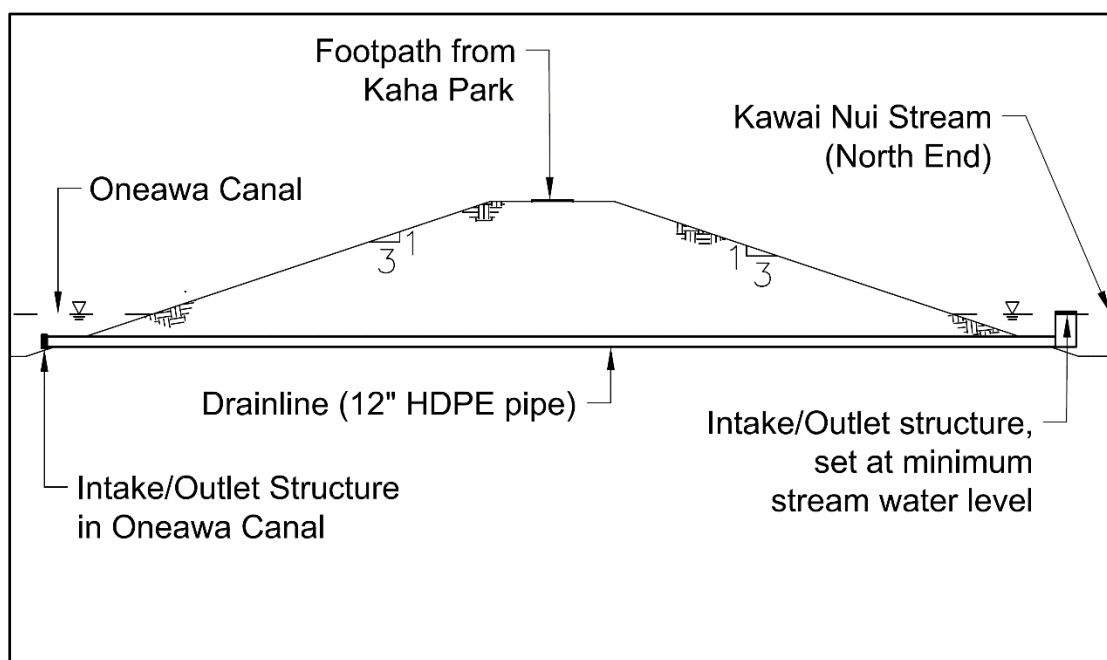 Footpath from
Kaha Park
Kawai Nui Stream
(North End)
Oneawa Canal
3 1
1 3
Drainline (12" HDPE pipe)
Intake/Outlet structure,
set at minimum
stream water level
Intake/Outlet Structure
in Oneawa Canal